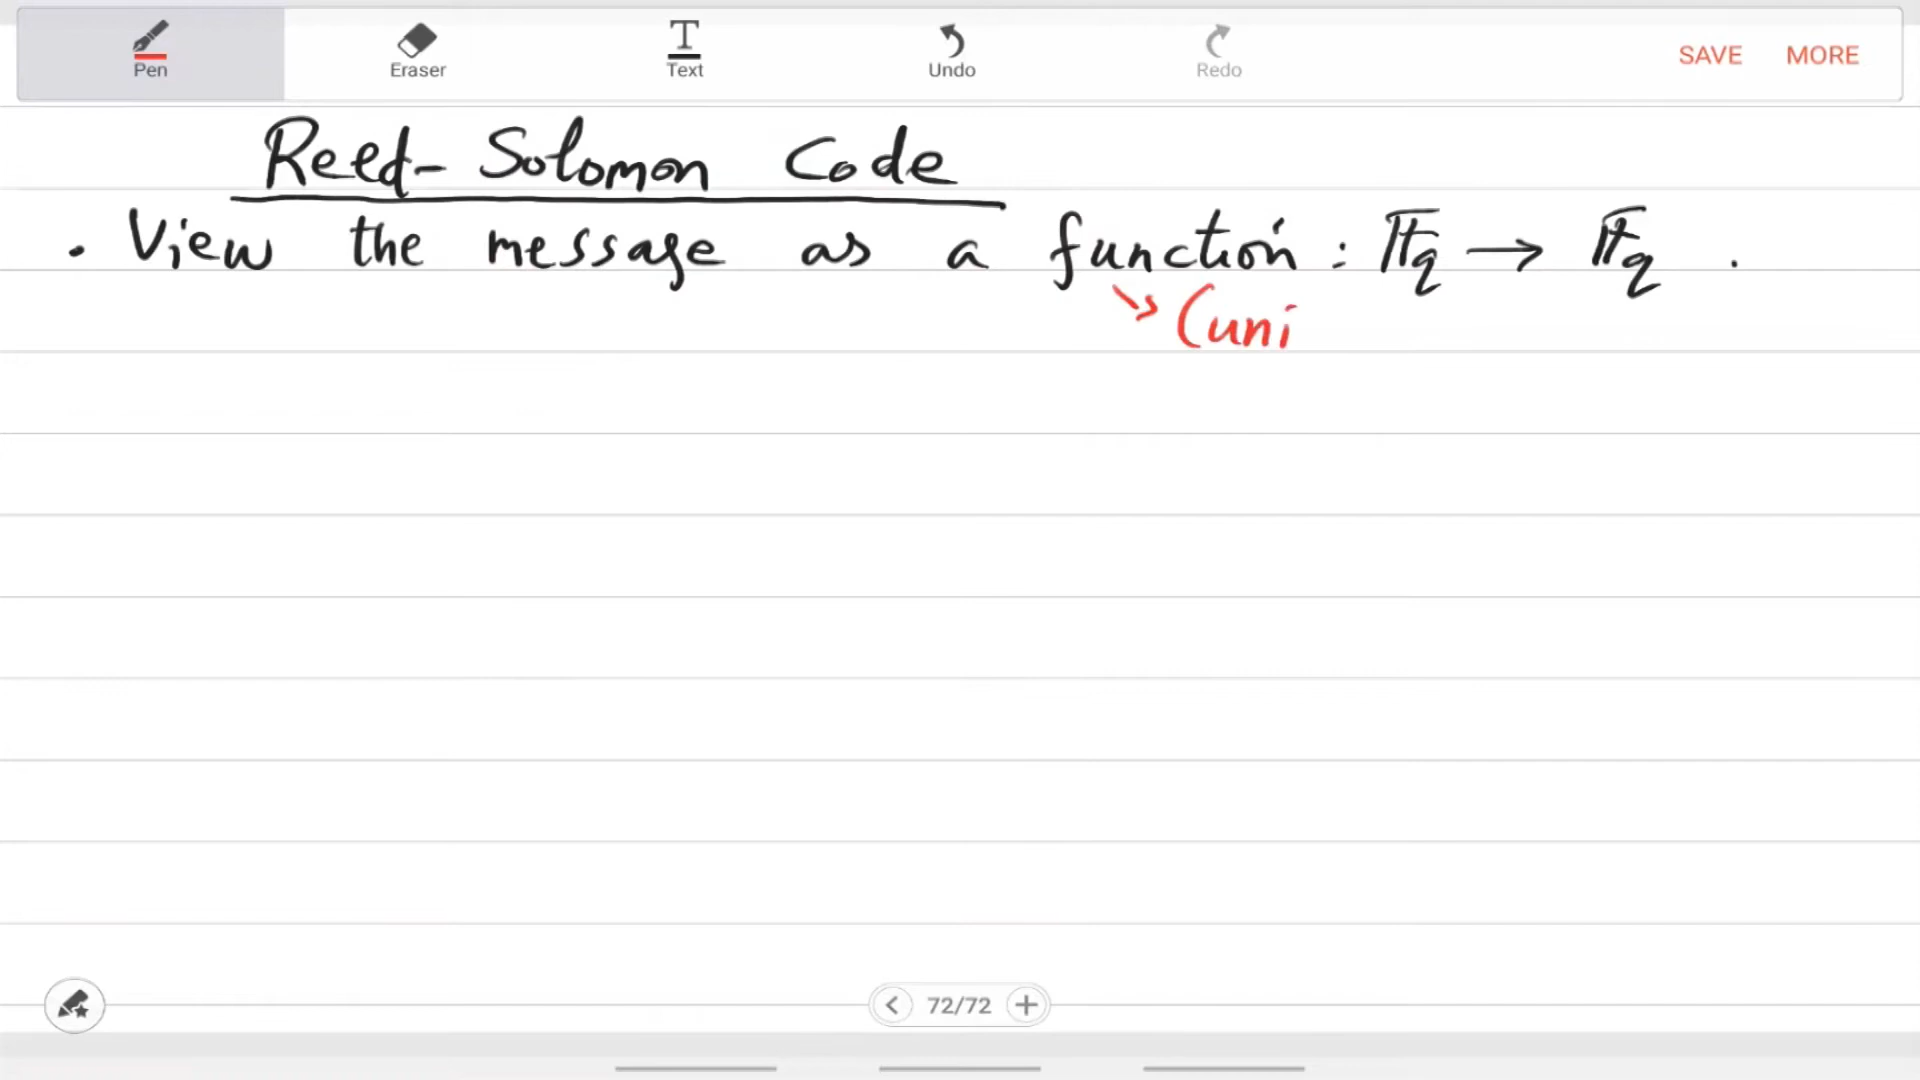 Pen Eraser Text Undo Redo SAVE MORE
Reed-Solomon Code
. View the message as a function : 𝔽q → 𝔽q .
↘ (uni
72/72